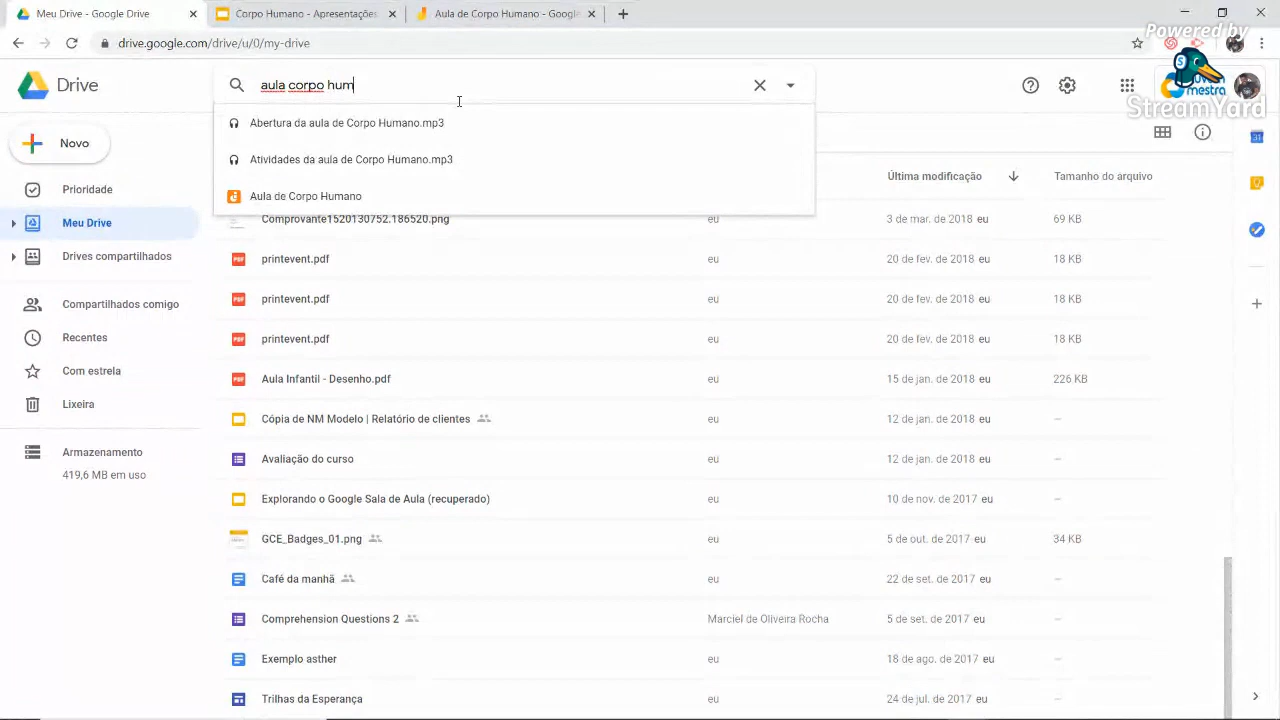 Meu Drive - Google Drive
Corpo Humano - Apresentações
Aula de Corpo Humano - Google
drive.google.com/drive/u/0/my-drive
Powered by
StreamYard
mestra
Drive
aula corpo hum
Abertura da aula de Corpo Humano.mp3
Atividades da aula de Corpo Humano.mp3
Aula de Corpo Humano
Novo
Prioridade
Meu Drive
Drives compartilhados
Compartilhados comigo
Recentes
Com estrela
Lixeira
Armazenamento
419,6 MB em uso
Última modificação Tamanho do arquivo
Comprovante1520130752.186520.png eu 3 de mar. de 2018 eu 69 KB
PDF printevent.pdf eu 20 de fev. de 2018 eu 18 KB
PDF printevent.pdf eu 20 de fev. de 2018 eu 18 KB
PDF printevent.pdf eu 20 de fev. de 2018 eu 18 KB
PDF Aula Infantil - Desenho.pdf eu 15 de jan. de 2018 eu 226 KB
Cópia de NM Modelo | Relatório de clientes eu 12 de jan. de 2018 eu –
Avaliação do curso eu 12 de jan. de 2018 eu –
Explorando o Google Sala de Aula (recuperado) eu 10 de nov. de 2017 eu –
GCE_Badges_01.png eu 5 de out. de 2017 eu 34 KB
Café da manhã eu 22 de set. de 2017 eu –
Comprehension Questions 2 Marciel de Oliveira Rocha 5 de set. de 2017 eu –
Exemplo asther eu 18 de ago. de 2017 eu –
Trilhas da Esperança eu 24 de jul. de 2017 eu –